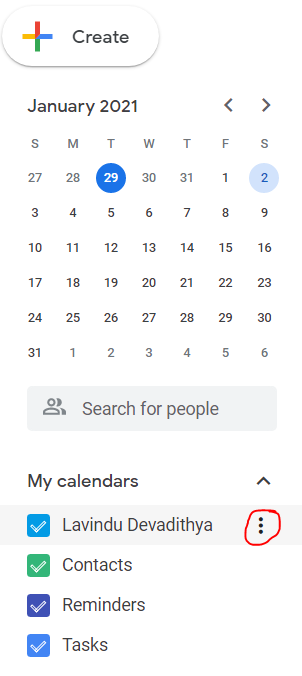 Create
January 2021
S M T W T F S
27 28 29 30 31 1 2
3 4 5 6 7 8 9
10 11 12 13 14 15 16
17 18 19 20 21 22 23
24 25 26 27 28 29 30
31 1 2 3 4 5 6
Search for people
My calendars
Lavindu Devadithya
Contacts
Reminders
Tasks